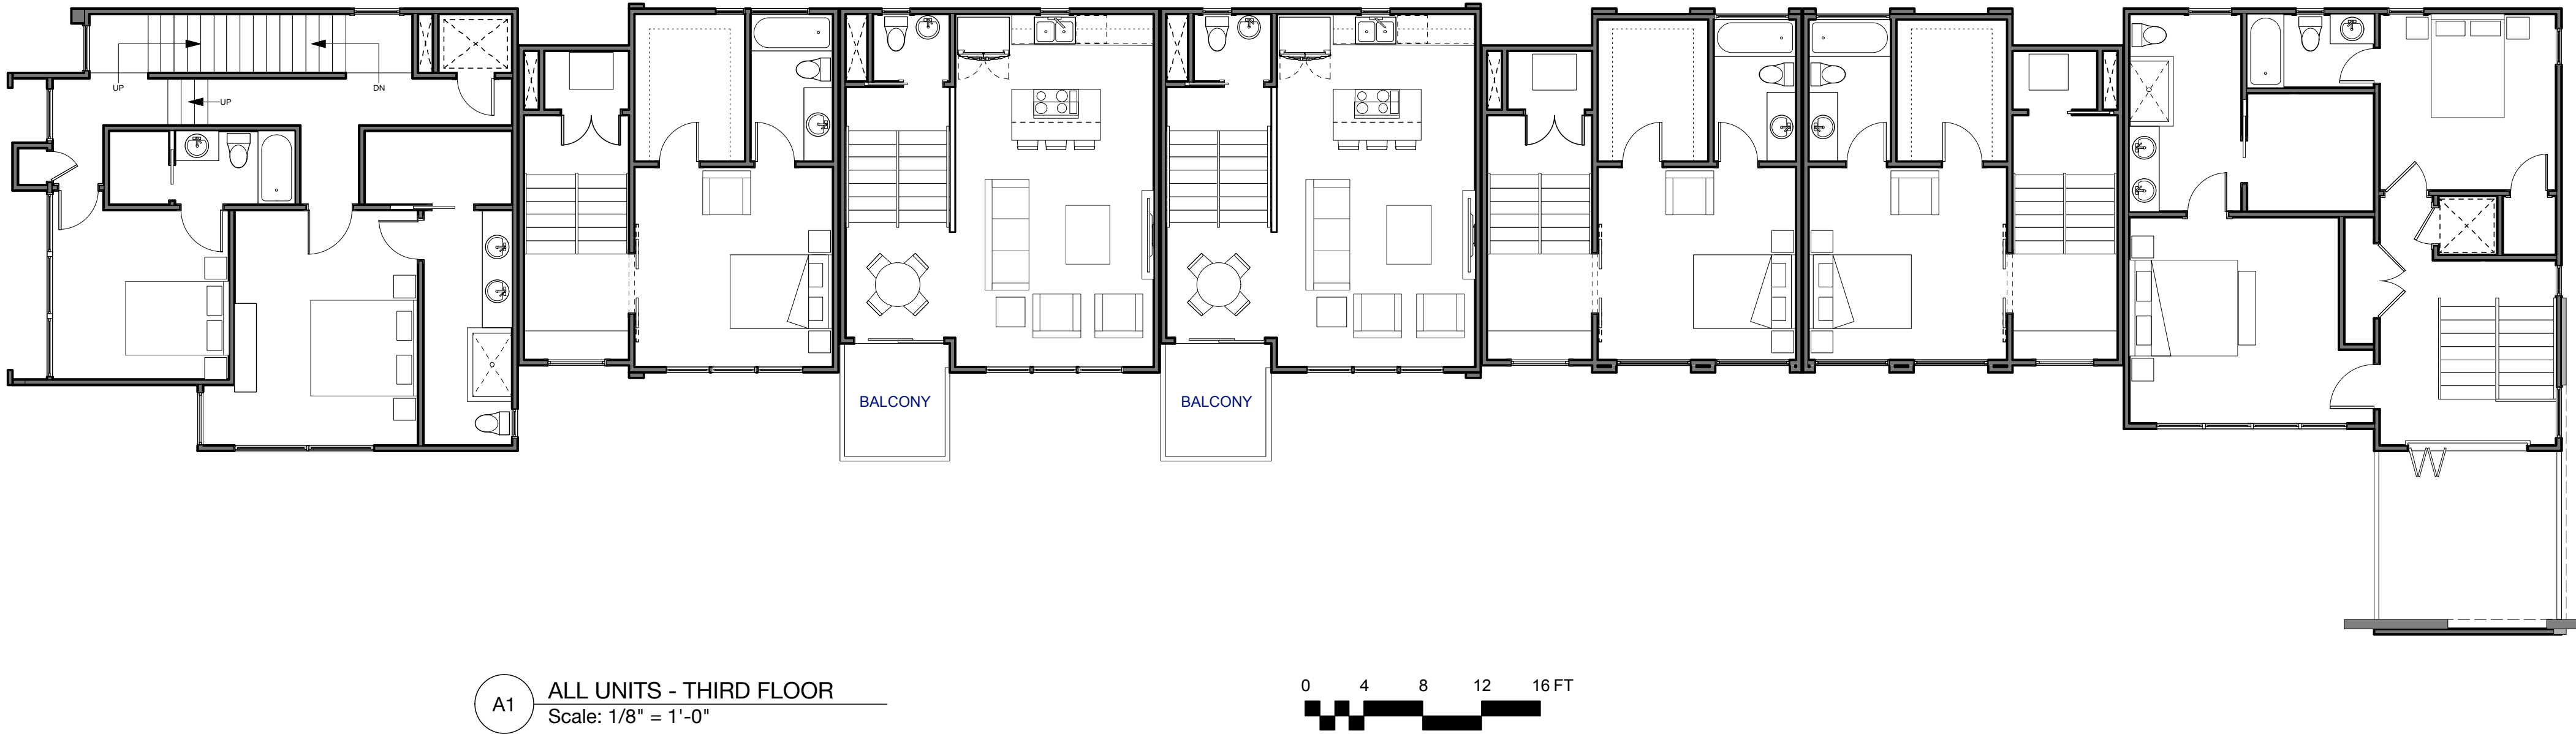 UP
DN
UP
BALCONY
BALCONY
A1
ALL UNITS - THIRD FLOOR
Scale: 1/8" = 1'-0"
0 4 8 12 16 FT